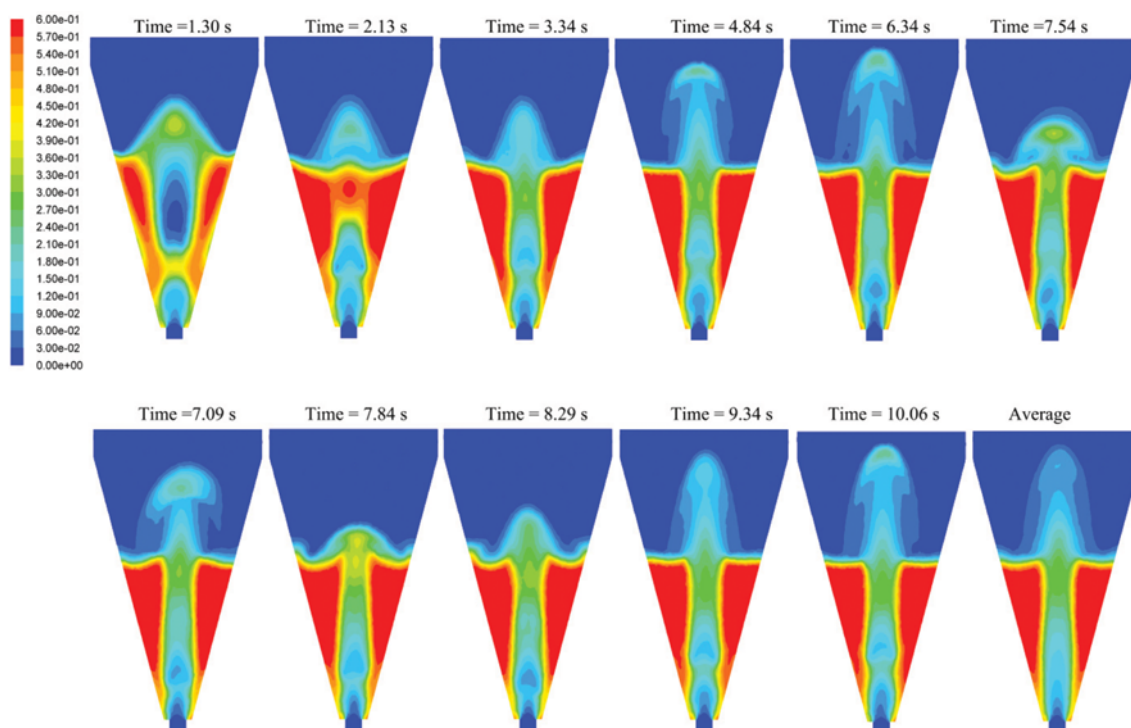 Time =1.30 s
Time =2.13 s
Time =3.34 s
Time =4.84 s
Time =6.34 s
Time =7.54 s
6.00e-01
5.70e-01
5.40e-01
5.10e-01
4.80e-01
4.50e-01
4.20e-01
3.90e-01
3.60e-01
3.30e-01
3.00e-01
2.70e-01
2.40e-01
2.10e-01
1.80e-01
1.50e-01
1.20e-01
9.00e-02
6.00e-02
3.00e-02
0.00e+00
Time =7.09 s
Time =7.84 s
Time = 8.29 s
Time = 9.34 s
Time = 10.06 s
Average